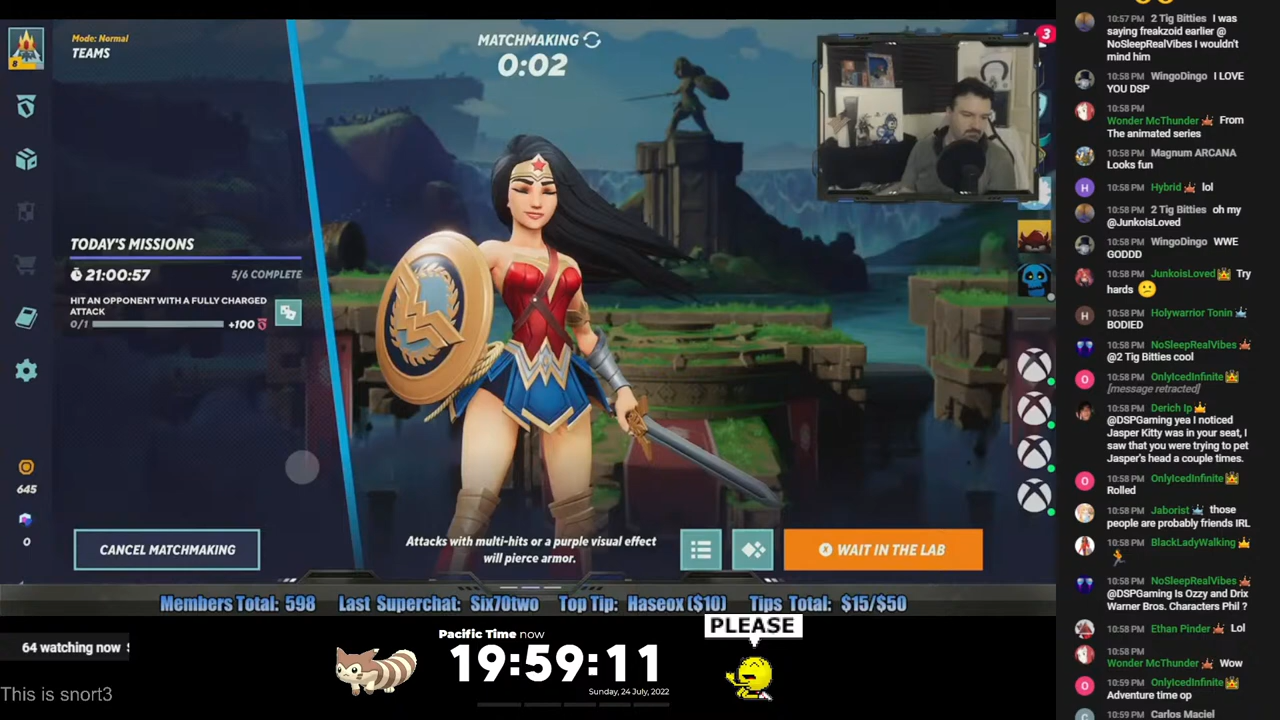 Mode: Normal
TEAMS
8
MATCHMAKING
0:02
3
TODAY'S MISSIONS
21:00:57
5/6 COMPLETE
HIT AN OPPONENT WITH A FULLY CHARGED
ATTACK
0/1
+100
645
0
CANCEL MATCHMAKING
Attacks with multi-hits or a purple visual effect
will pierce armor.
WAIT IN THE LAB
Members Total: 598 Last Superchat: Six70two Top Tip: Haseox ($10) Tips Total: $15/$50
64 watching now
This is snort3
Pacific Time now
19:59:11
Sunday, 24 July, 2022
PLEASE
10:57 PM 2 Tig Bitties I was
saying freakzoid earlier @
NoSleepRealVibes I wouldn't
mind him
10:58 PM WingoDingo I LOVE
YOU DSP
10:58 PM
Wonder McThunder From
The animated series
10:58 PM Magnum ARCANA
Looks fun
H
10:58 PM Hybrid lol
10:58 PM 2 Tig Bitties oh my
@JunkoisLoved
10:58 PM WingoDingo WWE
GODDD
10:58 PM JunkoisLoved Try
hards
H
10:58 PM Holywarrior Tonin
BODIED
10:58 PM NoSleepRealVibes
@2 Tig Bitties cool
O
10:58 PM OnlyIcedInfinite
[message retracted]
10:58 PM Derich Ip
@DSPGaming yea I noticed
Jasper Kitty was in your seat, I
saw that you were trying to pet
Jasper's head a couple times.
O
10:58 PM OnlyIcedInfinite
Rolled
10:58 PM Jaborist those
people are probably friends IRL
10:58 PM BlackLadyWalking
10:58 PM NoSleepRealVibes
@DSPGaming Is Ozzy and Drix
Warner Bros. Characters Phil ?
10:58 PM Ethan Pinder Lol
10:58 PM
Wonder McThunder Wow
O
10:59 PM OnlyIcedInfinite
Adventure time op
C
10:59 PM Carlos Maciel